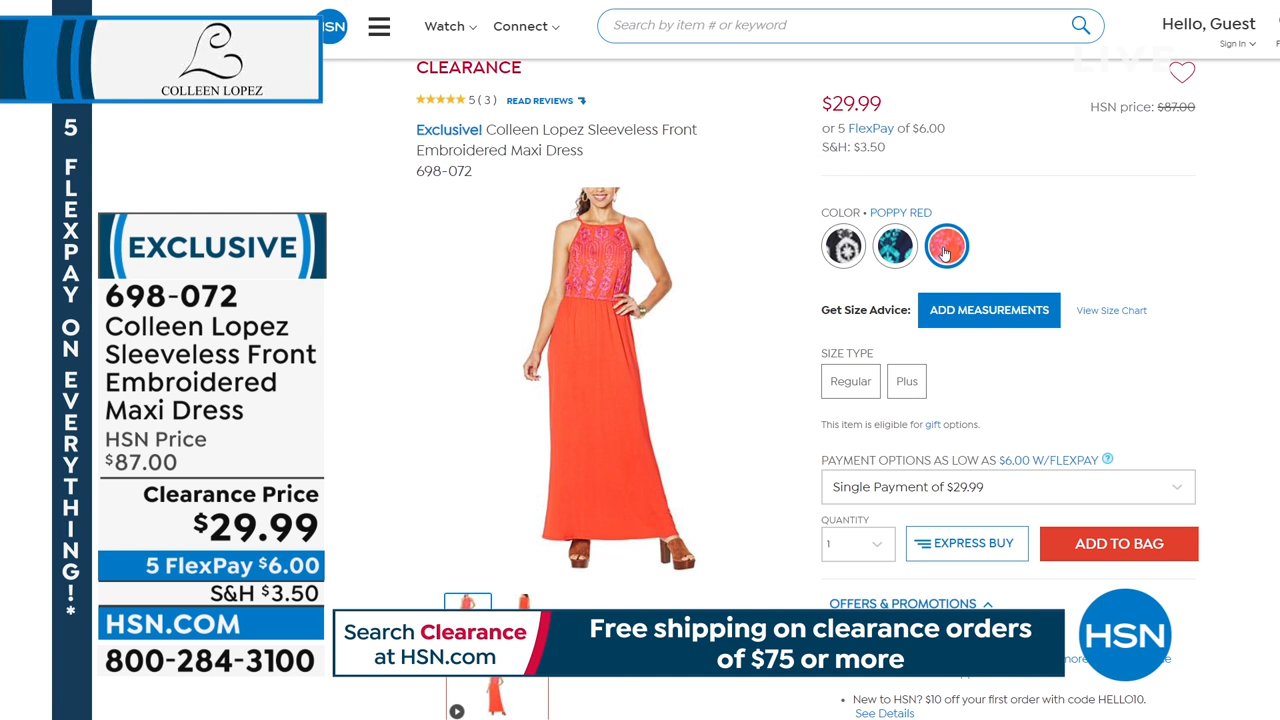 COLLEEN LOPEZ
5 FLEXPAY ON EVERYTHING!*
EXCLUSIVE
698-072
Colleen Lopez
Sleeveless Front
Embroidered
Maxi Dress
HSN Price
$87.00
Clearance Price
$29.99
5 FlexPay $6.00
S&H $3.50
HSN.COM
800-284-3100
HSN
Watch
Connect
Search by item # or keyword
Hello, Guest
Sign In
LIVE
CLEARANCE
5 ( 3 ) READ REVIEWS
Exclusive! Colleen Lopez Sleeveless Front
Embroidered Maxi Dress
698-072
$29.99
HSN price: $87.00
or 5 FlexPay of $6.00
S&H: $3.50
COLOR • POPPY RED
Get Size Advice: ADD MEASUREMENTS View Size Chart
SIZE TYPE
Regular Plus
This item is eligible for gift options.
PAYMENT OPTIONS AS LOW AS $6.00 W/FLEXPAY ?
Single Payment of $29.99
QUANTITY
1
EXPRESS BUY
ADD TO BAG
OFFERS & PROMOTIONS
Search Clearance
at HSN.com
Free shipping on clearance orders
of $75 or more
HSN
• New to HSN? $10 off your first order with code HELLO10.
See Details